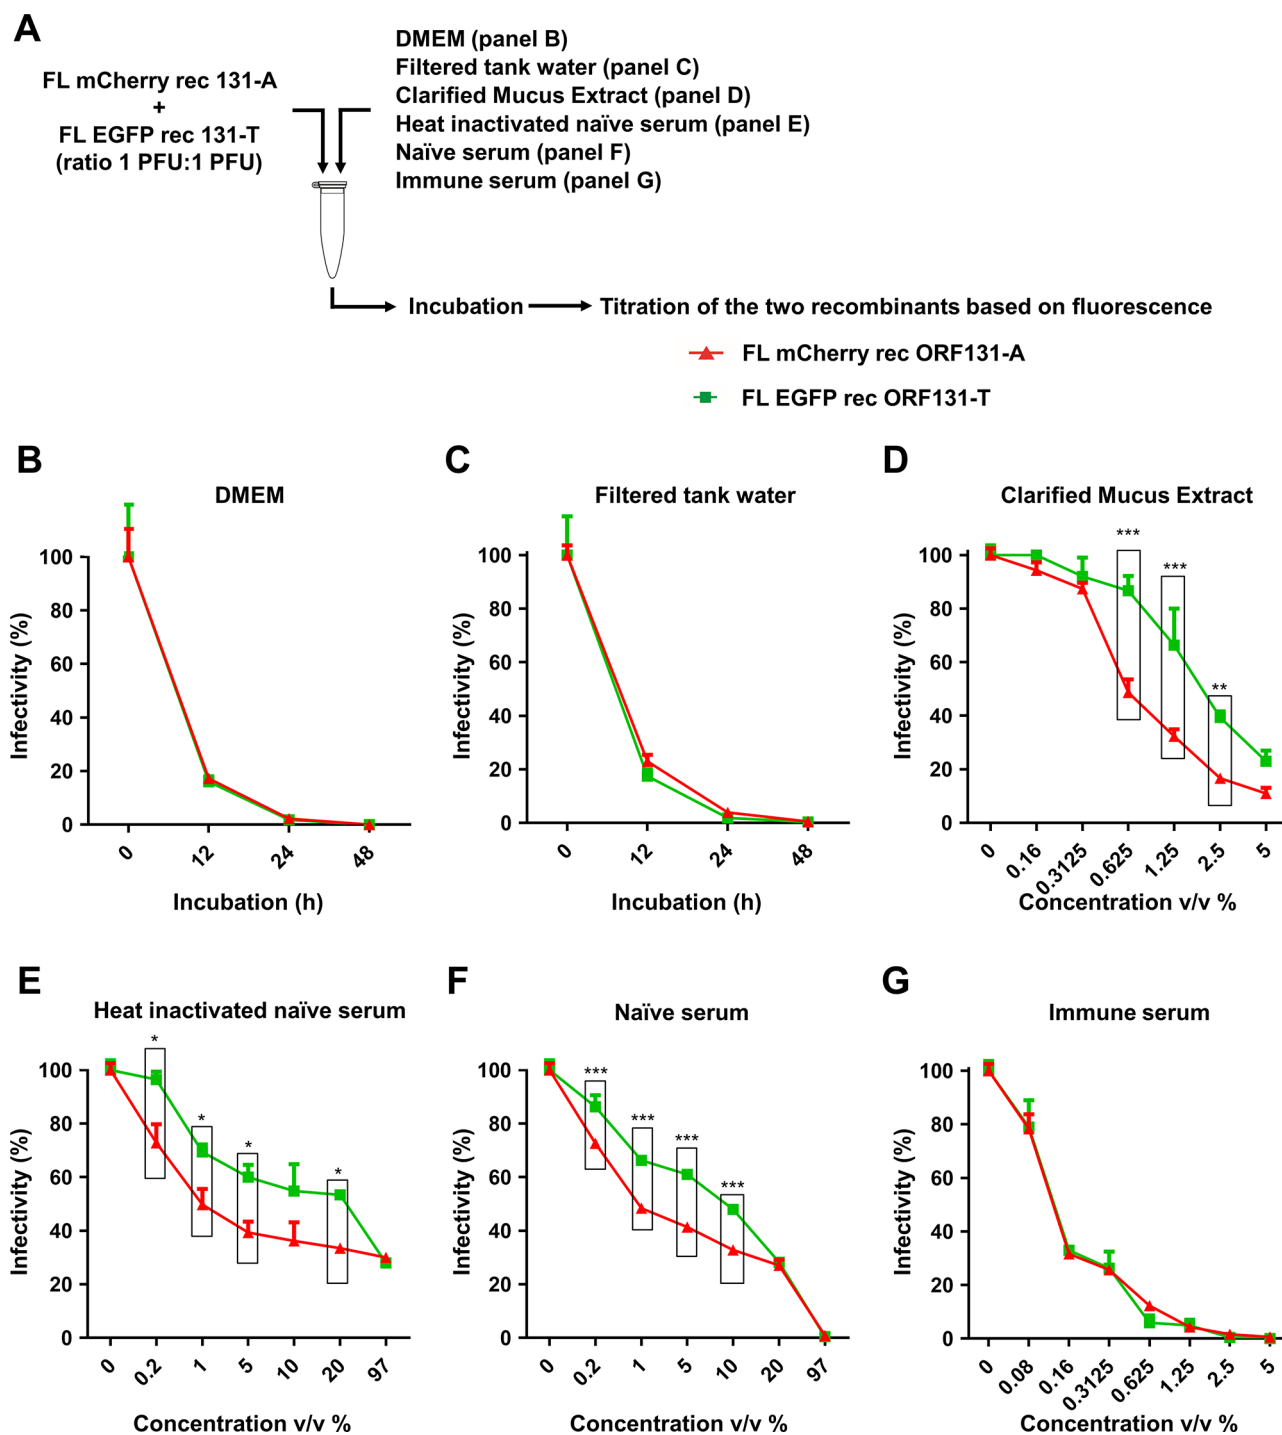 A
FL mCherry rec 131-A
+
FL EGFP rec 131-T
(ratio 1 PFU:1 PFU)
DMEM (panel B)
Filtered tank water (panel C)
Clarified Mucus Extract (panel D)
Heat inactivated naïve serum (panel E)
Naïve serum (panel F)
Immune serum (panel G)
Incubation
Titration of the two recombinants based on fluorescence
FL mCherry rec ORF131-A
FL EGFP rec ORF131-T
B
DMEM
Infectivity (%)
100
80
60
40
20
0
0 12 24 48
Incubation (h)
C
Filtered tank water
Infectivity (%)
100
80
60
40
20
0
0 12 24 48
Incubation (h)
D
Clarified Mucus Extract
Infectivity (%)
100
80
60
40
20
0
*** *** **
0 0.16 0.3125 0.625 1.25 2.5 5
Concentration v/v %
E
Heat inactivated naïve serum
Infectivity (%)
100
80
60
40
20
0
* * * *
0 0.2 1 5 10 20 97
Concentration v/v %
F
Naïve serum
Infectivity (%)
100
80
60
40
20
0
*** *** *** ***
0 0.2 1 5 10 20 97
Concentration v/v %
G
Immune serum
Infectivity (%)
100
80
60
40
20
0
0 0.08 0.16 0.3125 0.625 1.25 2.5 5
Concentration v/v %